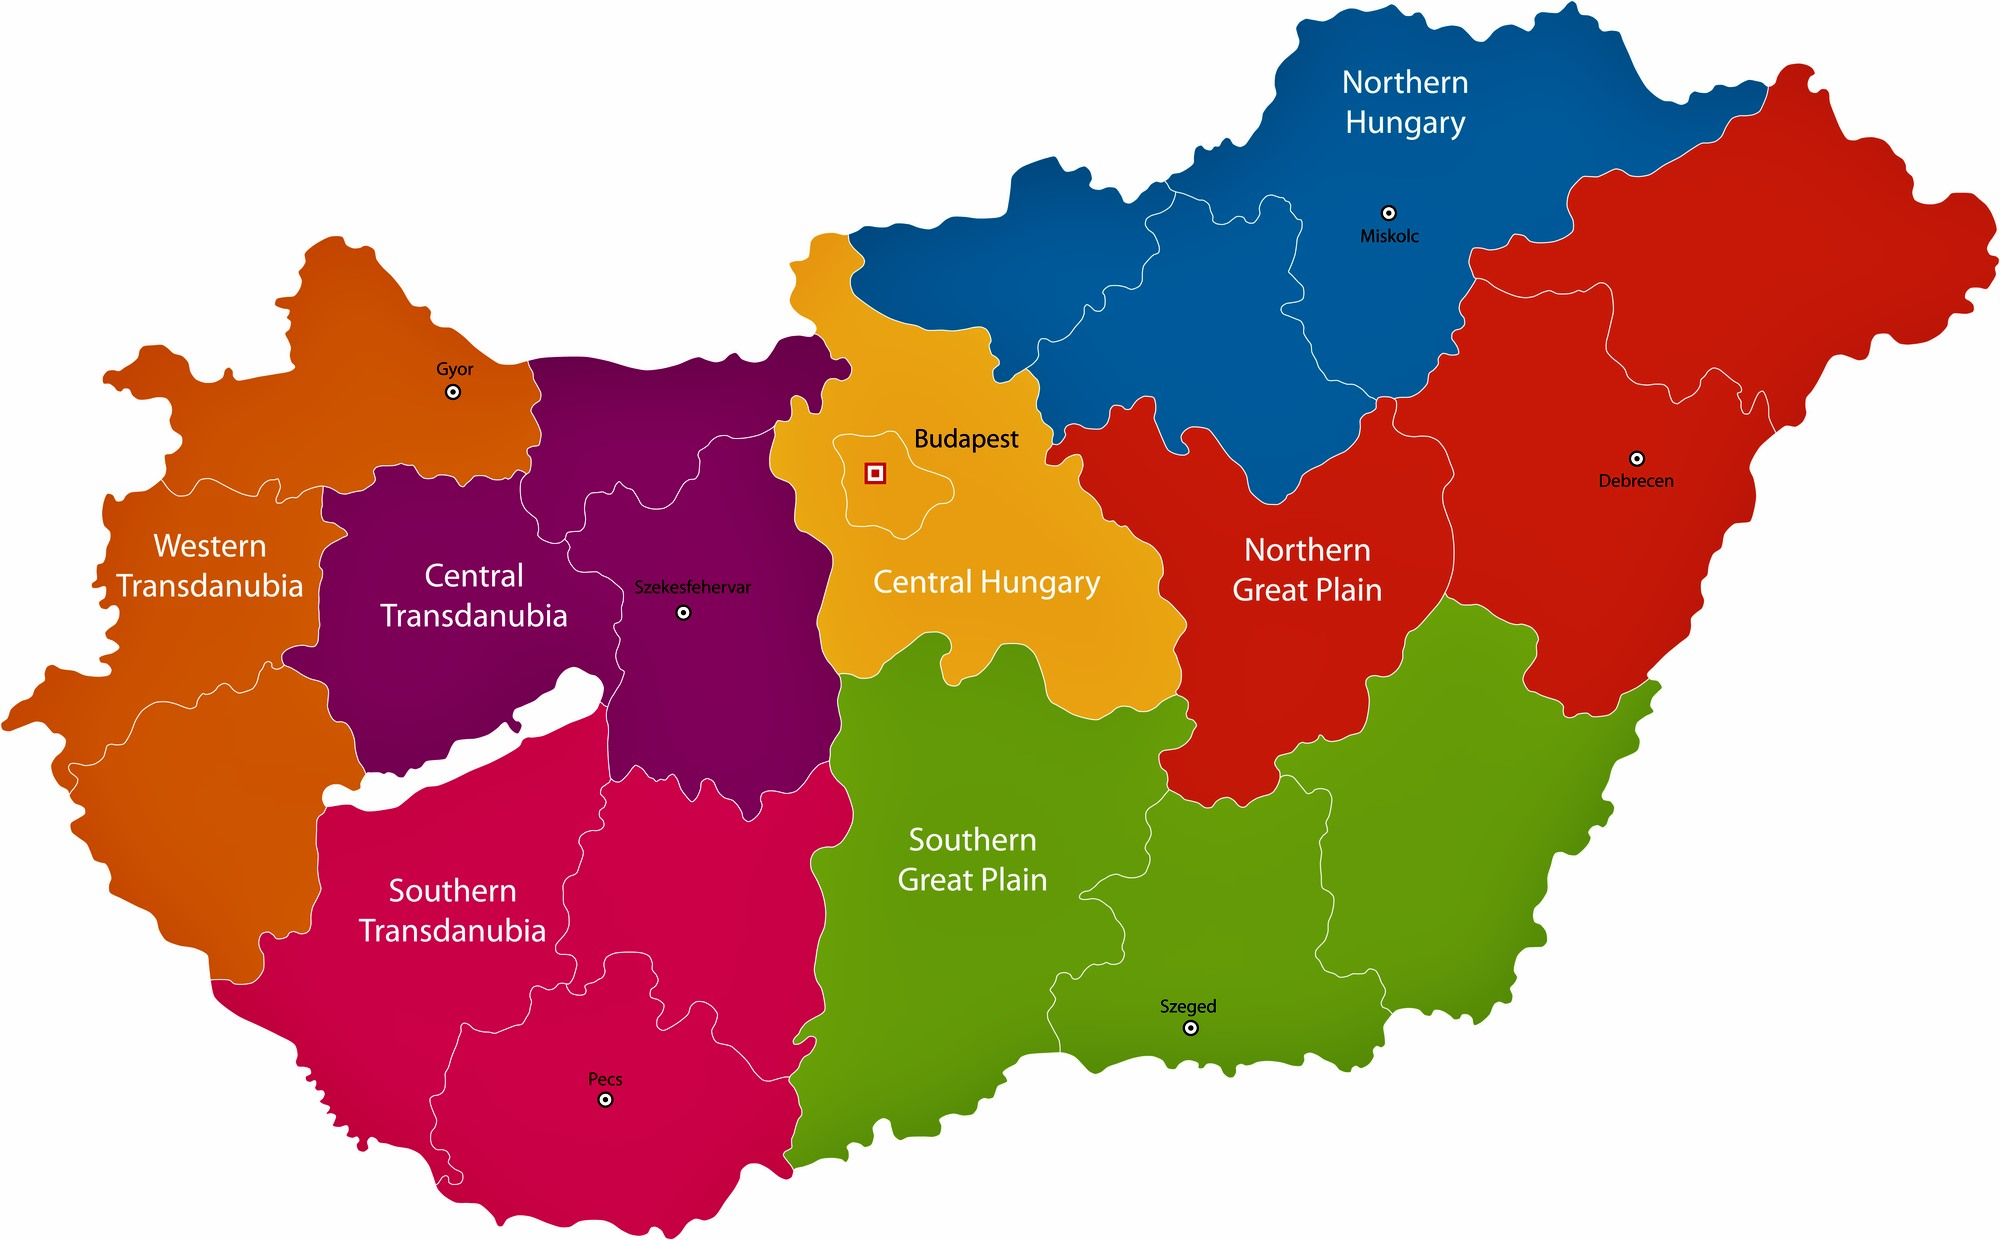 Northern
Hungary
Miskolc
Gyor
Budapest
Debrecen
Western
Transdanubia
Central
Transdanubia
Szekesfehervar
Central Hungary
Northern
Great Plain
Southern
Great Plain
Southern
Transdanubia
Szeged
Pecs